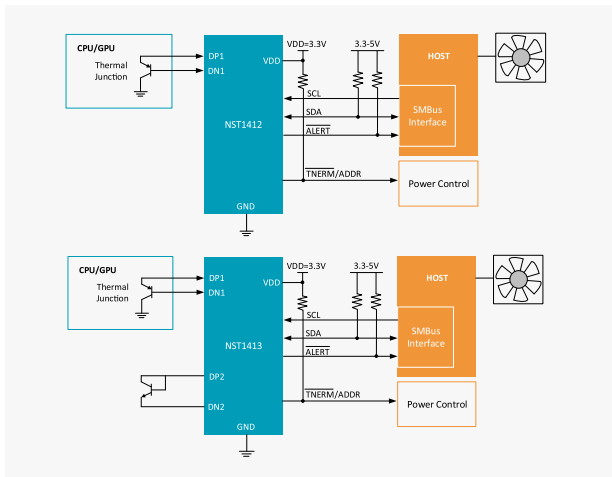 CPU/GPU
Thermal
Junction
DP1
DN1
NST1412
VDD
GND
VDD=3.3V
3.3-5V
SCL
SDA
ALERT
TNERM/ADDR
HOST
SMBus
Interface
Power Control
CPU/GPU
Thermal
Junction
DP1
DN1
NST1413
DP2
DN2
VDD
GND
VDD=3.3V
3.3-5V
SCL
SDA
ALERT
TNERM/ADDR
HOST
SMBus
Interface
Power Control